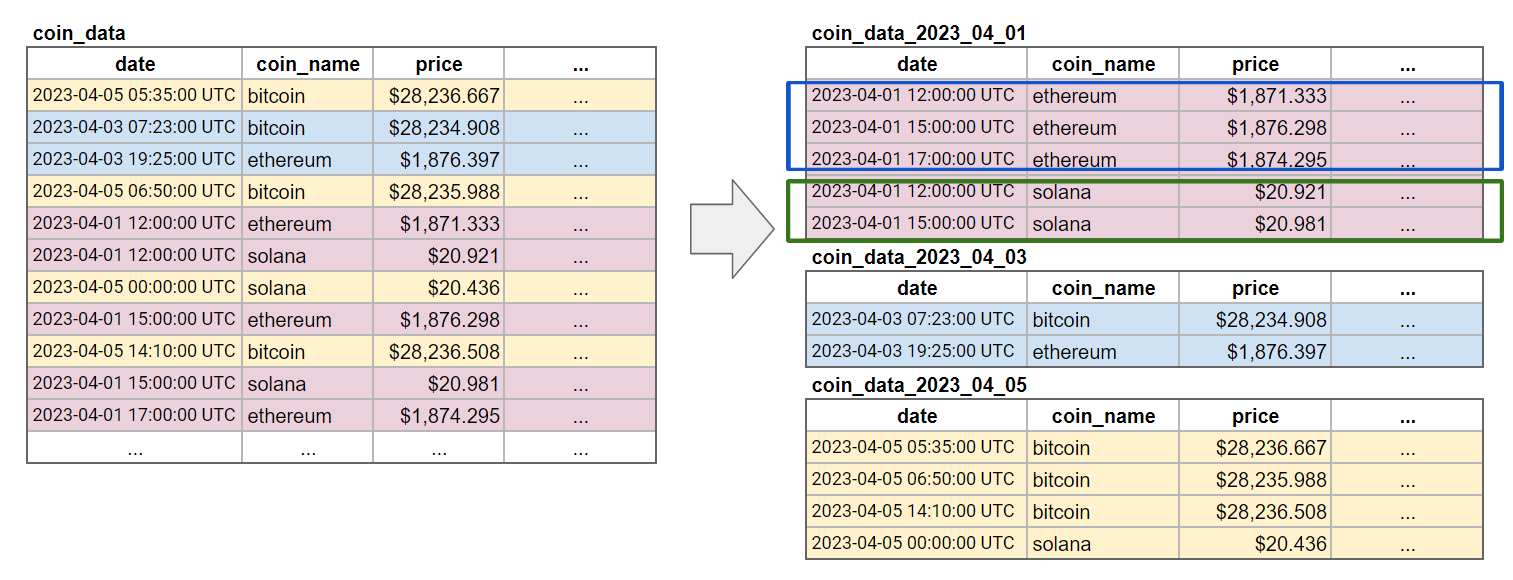 coin_data
date coin_name price ...
2023-04-05 05:35:00 UTC bitcoin $28,236.667 ...
2023-04-03 07:23:00 UTC bitcoin $28,234.908 ...
2023-04-03 19:25:00 UTC ethereum $1,876.397 ...
2023-04-05 06:50:00 UTC bitcoin $28,235.988 ...
2023-04-01 12:00:00 UTC ethereum $1,871.333 ...
2023-04-01 12:00:00 UTC solana $20.921 ...
2023-04-05 00:00:00 UTC solana $20.436 ...
2023-04-01 15:00:00 UTC ethereum $1,876.298 ...
2023-04-05 14:10:00 UTC bitcoin $28,236.508 ...
2023-04-01 15:00:00 UTC solana $20.981 ...
2023-04-01 17:00:00 UTC ethereum $1,874.295 ...
... ... ... ...
coin_data_2023_04_01
date coin_name price ...
2023-04-01 12:00:00 UTC ethereum $1,871.333 ...
2023-04-01 15:00:00 UTC ethereum $1,876.298 ...
2023-04-01 17:00:00 UTC ethereum $1,874.295 ...
2023-04-01 12:00:00 UTC solana $20.921 ...
2023-04-01 15:00:00 UTC solana $20.981 ...
coin_data_2023_04_03
date coin_name price ...
2023-04-03 07:23:00 UTC bitcoin $28,234.908 ...
2023-04-03 19:25:00 UTC ethereum $1,876.397 ...
coin_data_2023_04_05
date coin_name price ...
2023-04-05 05:35:00 UTC bitcoin $28,236.667 ...
2023-04-05 06:50:00 UTC bitcoin $28,235.988 ...
2023-04-05 14:10:00 UTC bitcoin $28,236.508 ...
2023-04-05 00:00:00 UTC solana $20.436 ...